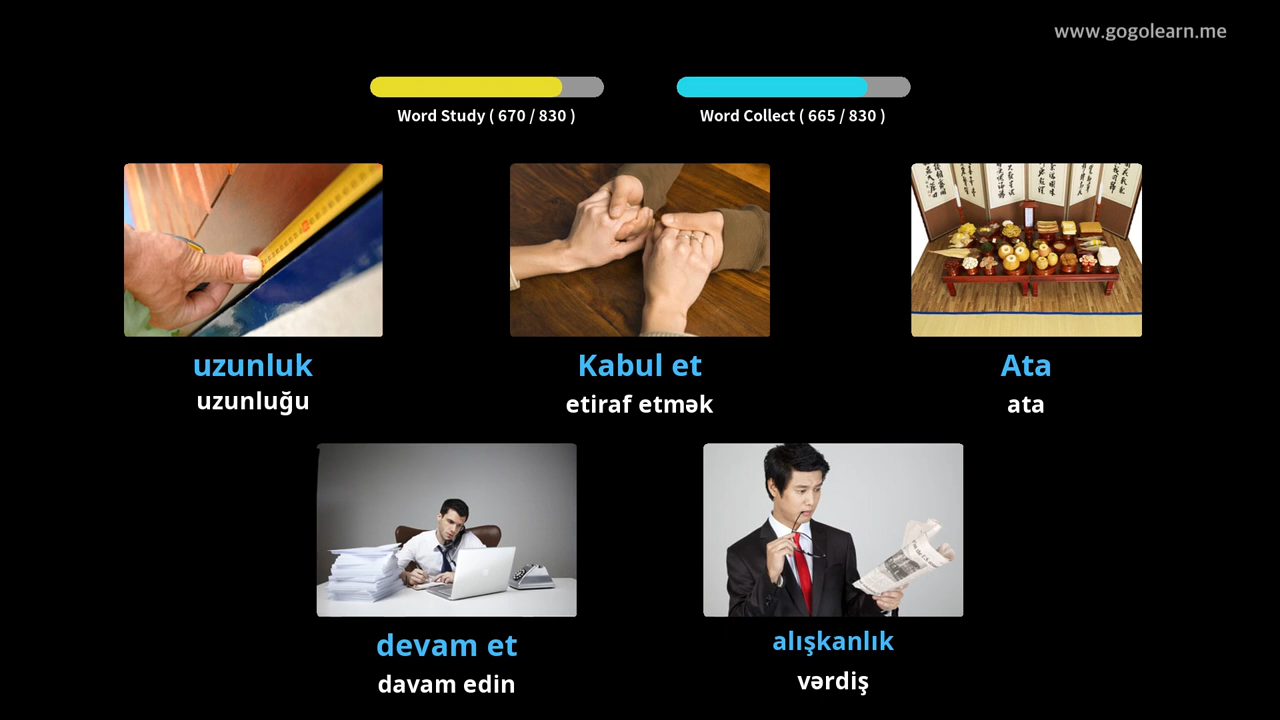 www.gogolearn.me
Word Study ( 670 / 830 )
Word Collect ( 665 / 830 )
uzunluk
uzunluğu
Kabul et
etiraf etmək
Ata
ata
devam et
davam edin
alışkanlık
vərdiş